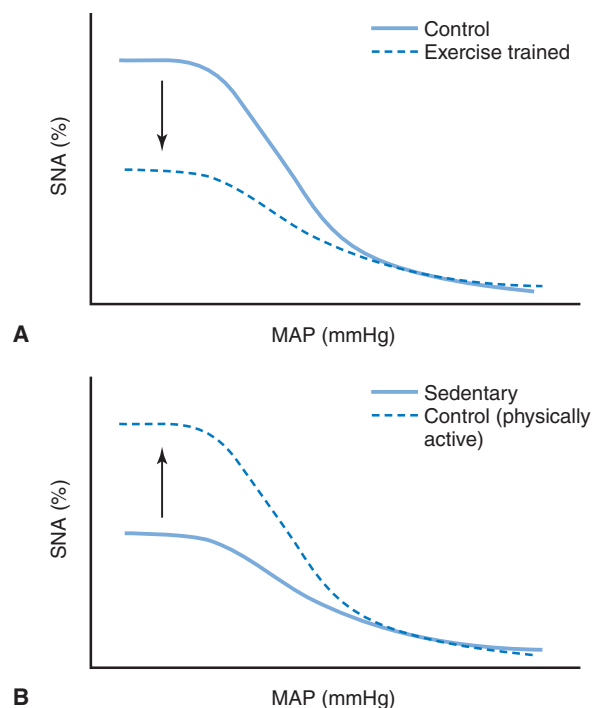 Control
Exercise trained
SNA (%)
MAP (mmHg)
A
Sedentary
Control (physically
active)
SNA (%)
MAP (mmHg)
B